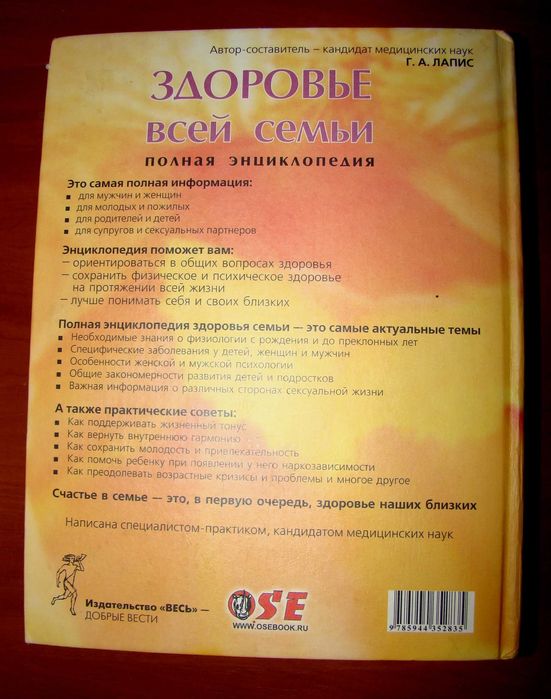 Автор-составитель – кандидат медицинских наук
Г. А. ЛАПИС
ЗДОРОВЬЕ
ВСЕЙ СЕМЬИ
ПОЛНАЯ ЭНЦИКЛОПЕДИЯ
Это самая полная информация:
■ для мужчин и женщин
■ для молодых и пожилых
■ для родителей и детей
■ для супругов и сексуальных партнеров
Энциклопедия поможет вам:
– ориентироваться в общих вопросах здоровья
– сохранить физическое и психическое здоровье
на протяжении всей жизни
– лучше понимать себя и своих близких
Полная энциклопедия здоровья семьи — это самые актуальные темы
■ Необходимые знания о физиологии с рождения и до преклонных лет
■ Специфические заболевания у детей, женщин и мужчин
■ Особенности женской и мужской психологии
■ Общие закономерности развития детей и подростков
■ Важная информация о различных сторонах сексуальной жизни
А также практические советы:
■ Как поддерживать жизненный тонус
■ Как вернуть внутреннюю гармонию
■ Как сохранить молодость и привлекательность
■ Как помочь ребенку при появлении у него наркозависимости
■ Как преодолевать возрастные кризисы и проблемы и многое другое
Счастье в семье — это, в первую очередь, здоровье наших близких
Написана специалистом-практиком, кандидатом медицинских наук
Издательство «ВЕСЬ» —
ДОБРЫЕ ВЕСТИ
OSE
WWW.OSEBOOK.RU
9 785944 352835